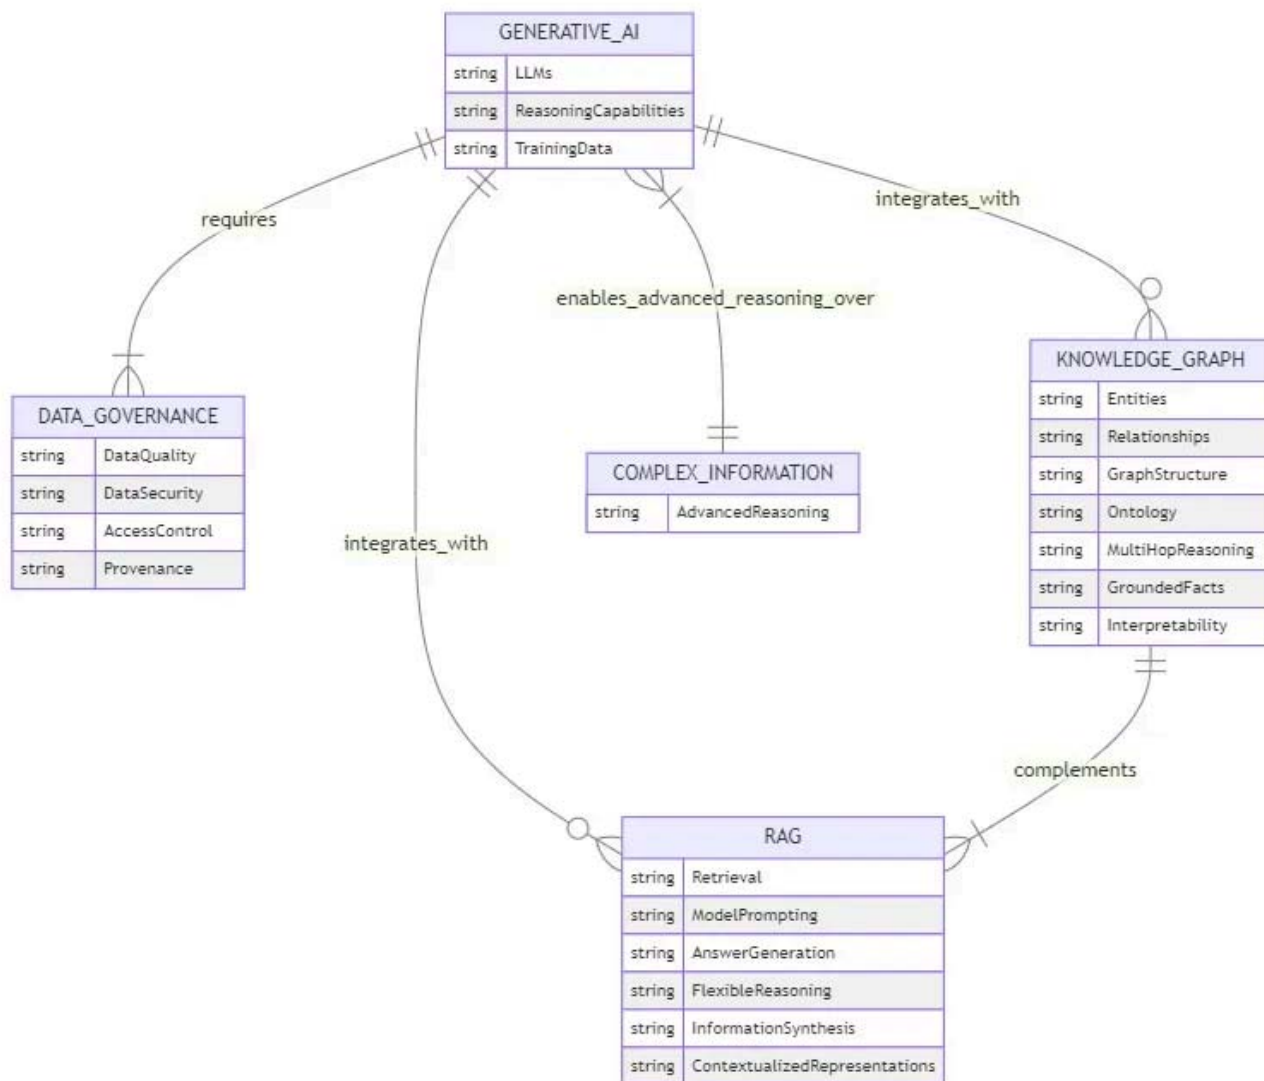 GENERATIVE_AI
string LLMs
string ReasoningCapabilities
string TrainingData
requires
integrates_with
enables_advanced_reasoning_over
KNOWLEDGE_GRAPH
string Entities
string Relationships
string GraphStructure
string Ontology
string MultiHopReasoning
string GroundedFacts
string Interpretability
DATA_GOVERNANCE
string DataQuality
string DataSecurity
string AccessControl
string Provenance
COMPLEX_INFORMATION
string AdvancedReasoning
integrates_with
complements
RAG
string Retrieval
string ModelPrompting
string AnswerGeneration
string FlexibleReasoning
string InformationSynthesis
string ContextualizedRepresentations